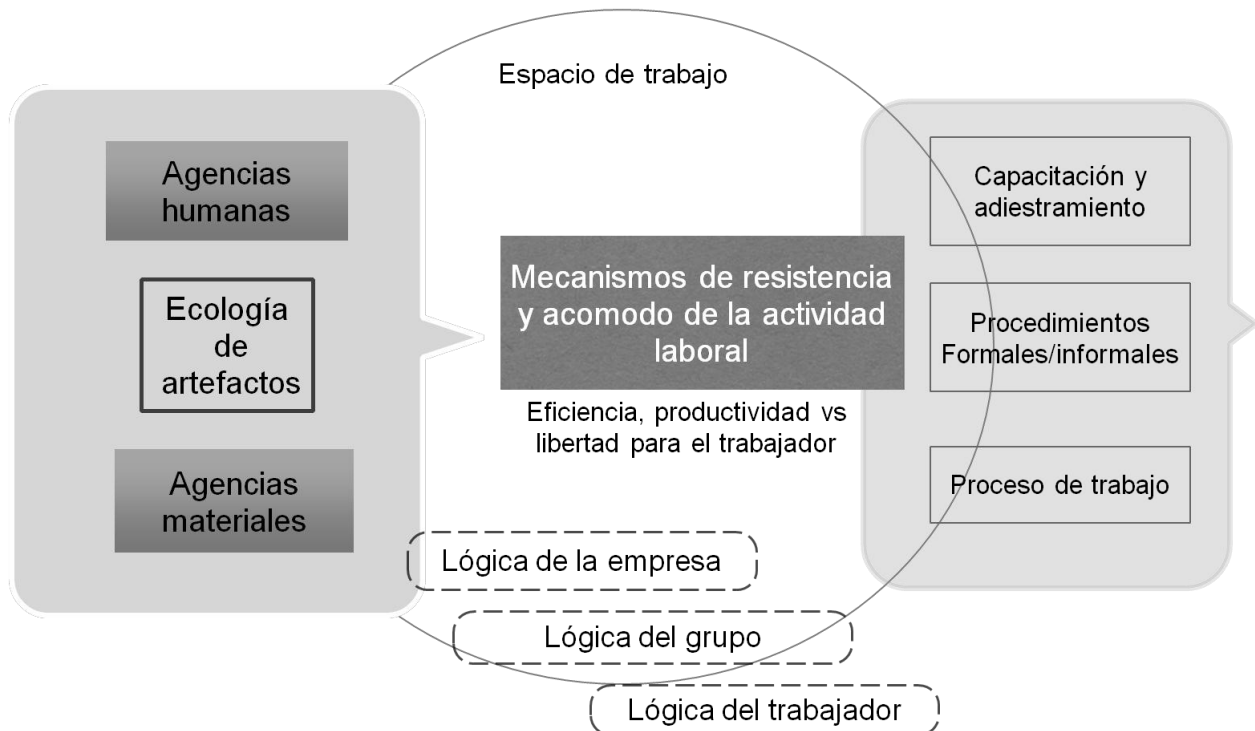 Espacio de trabajo
Agencias
humanas
Ecología
de
artefactos
Agencias
materiales
Mecanismos de resistencia
y acomodo de la actividad
laboral
Eficiencia, productividad vs
libertad para el trabajador
Capacitación y
adiestramiento
Procedimientos
Formales/informales
Proceso de trabajo
Lógica de la empresa
Lógica del grupo
Lógica del trabajador